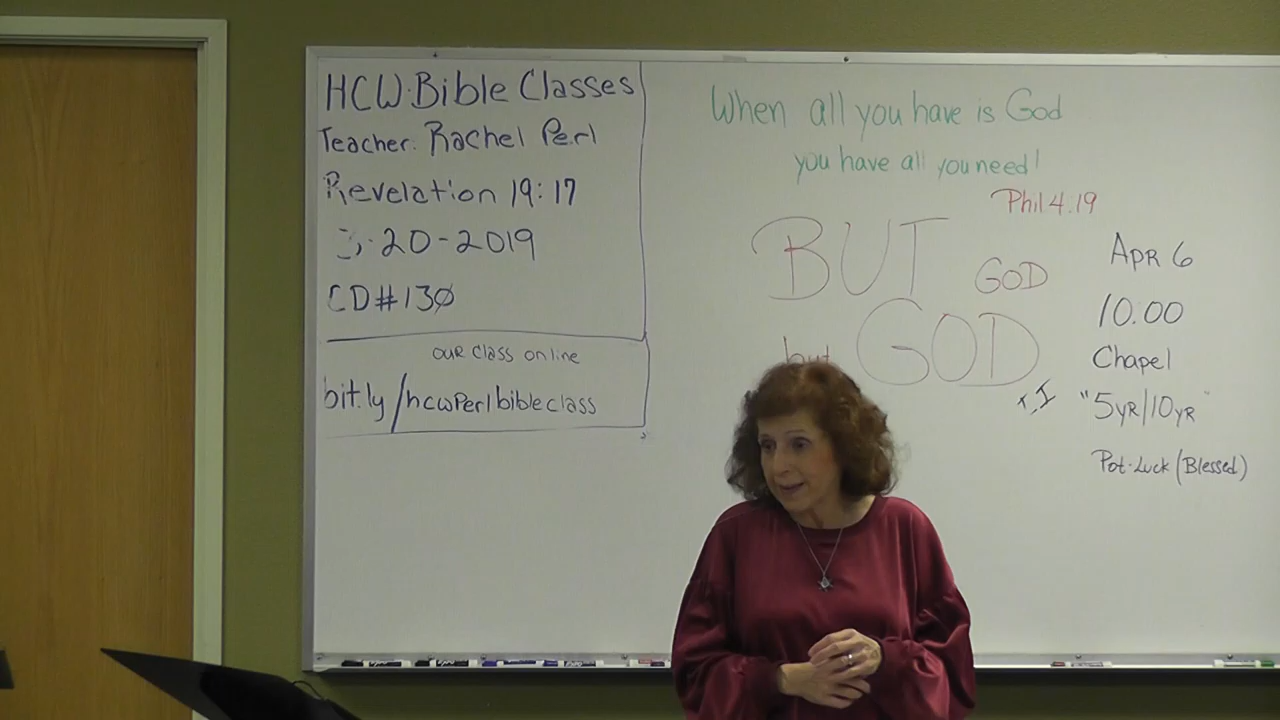 HCW Bible Classes
Teacher: Rachel Perl
Revelation 19:17
3-20-2019
CD#130
our class online
bit.ly/hcwPerlbibleclass
When all you have is God
you have all you need!
Phil 4.19
BUT
GOD
but GOD
Apr 6
10:00
Chapel
"5yr/10yr"
Pot-Luck (Blessed)